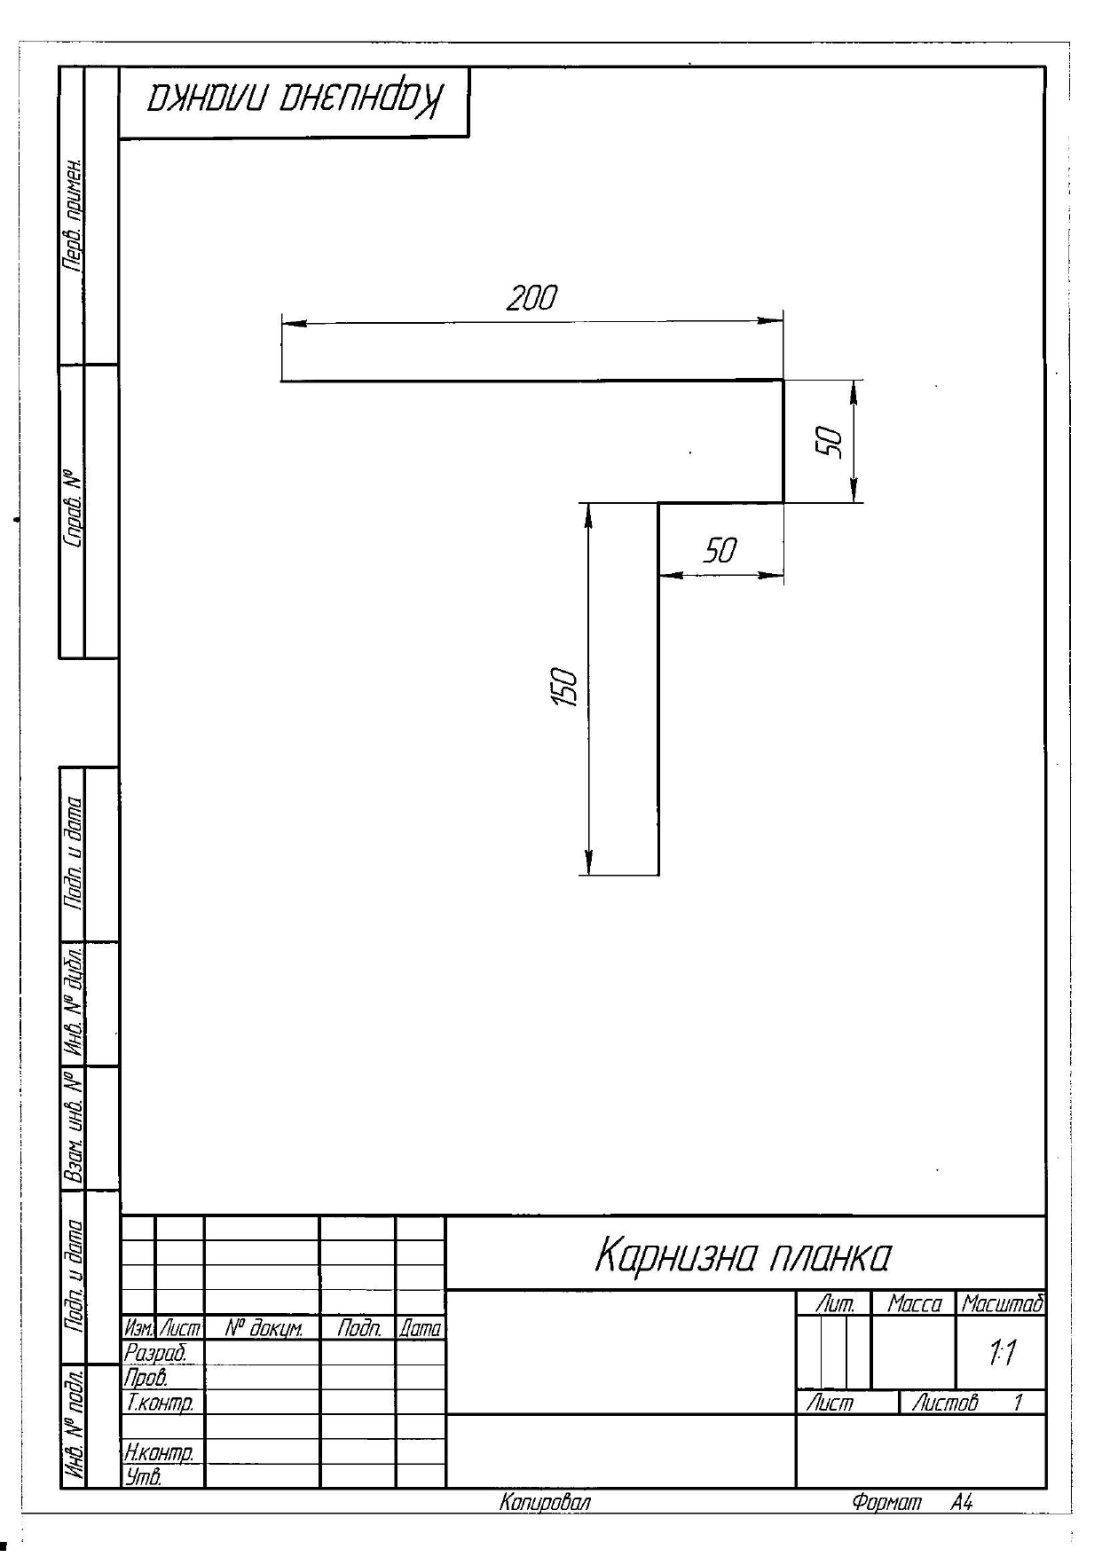 Карнизна планка
Перв. примен.
Справ. №
Подп. и дата
Инв. № дубл.
Взам. инв. №
Подп. и дата
Инв. № подл.
200
50
50
150
Карнизна планка
Изм. Лист № докум. Подп. Дата
Разраб.
Пров.
Т.контр.
Н.контр.
Утв.
Лит. Масса Масштаб
1:1
Лист Листов 1
Копировал Формат А4